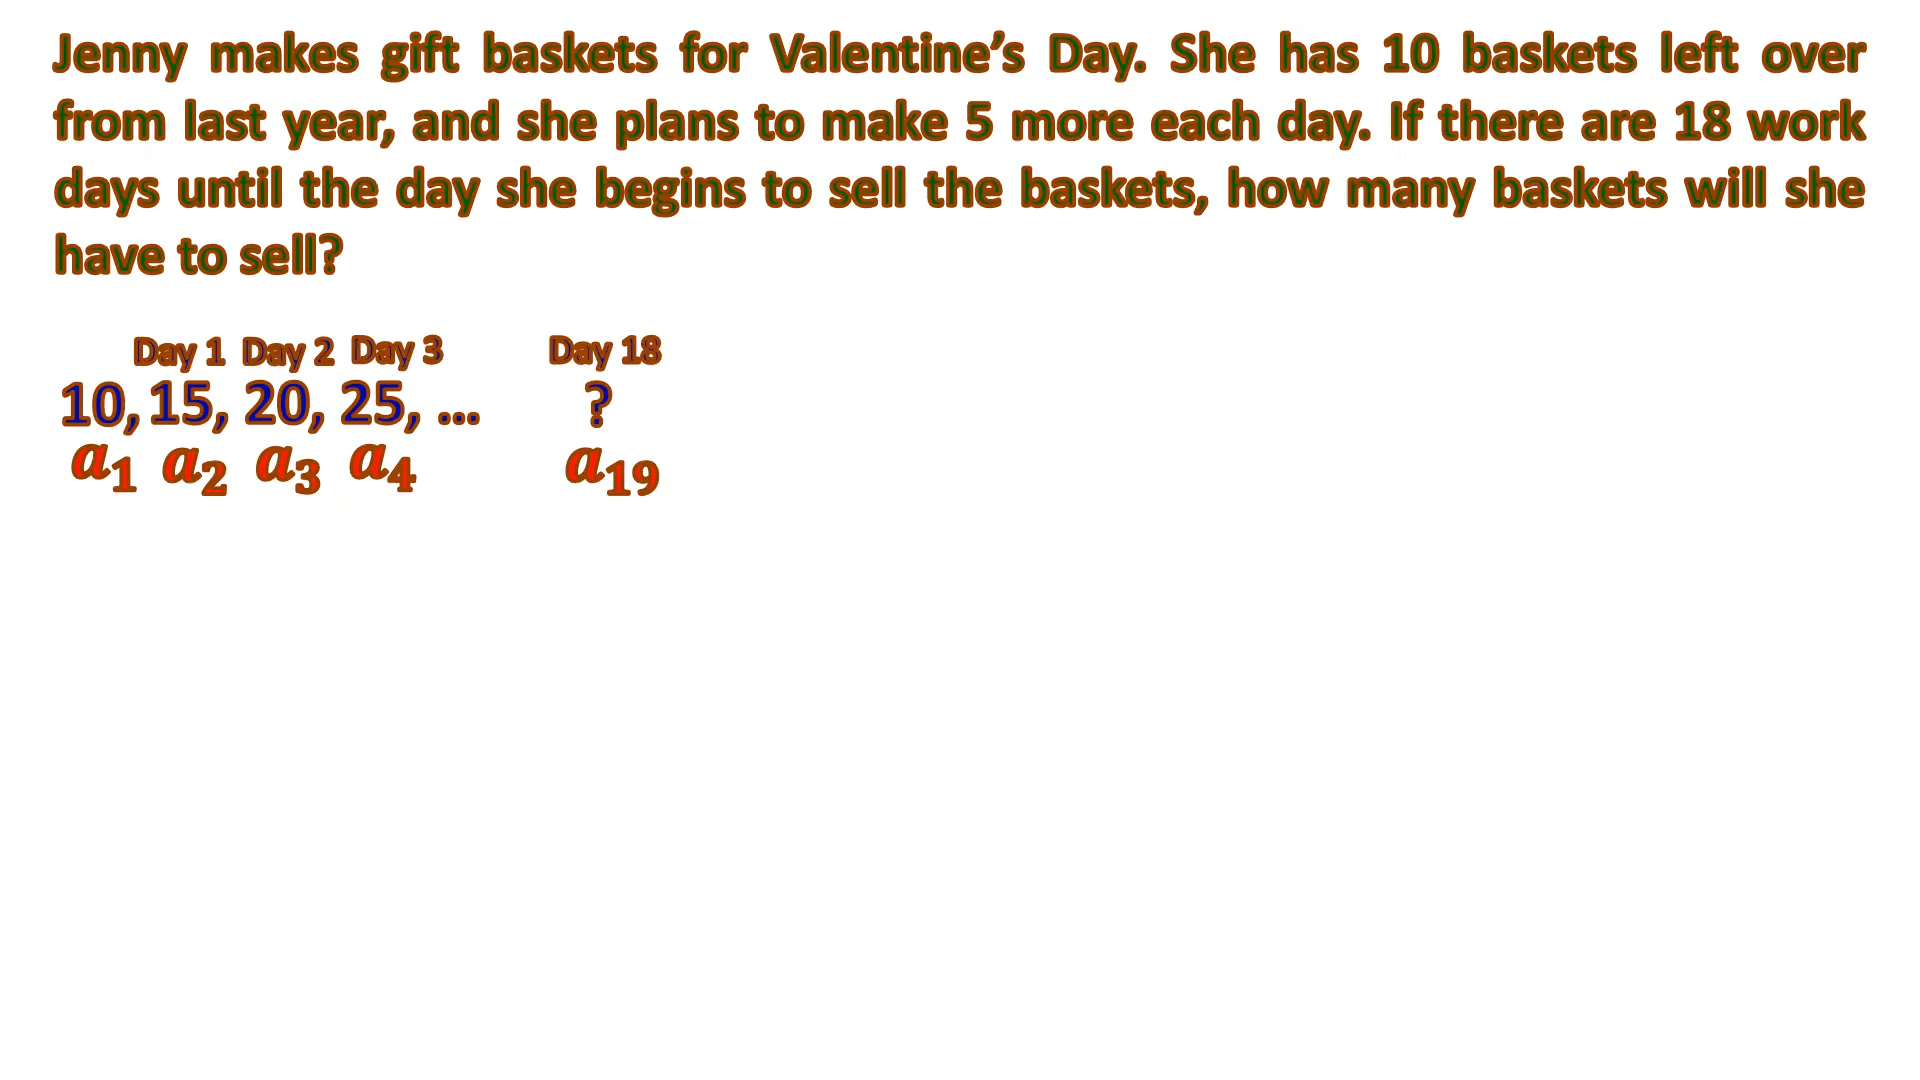 Jenny makes gift baskets for Valentine’s Day. She has 10 baskets left over
from last year, and she plans to make 5 more each day. If there are 18 work
days until the day she begins to sell the baskets, how many baskets will she
have to sell?
Day 1 Day 2 Day 3 Day 18
10, 15, 20, 25, ... ?
a₁ a₂ a₃ a₄ a₁₉